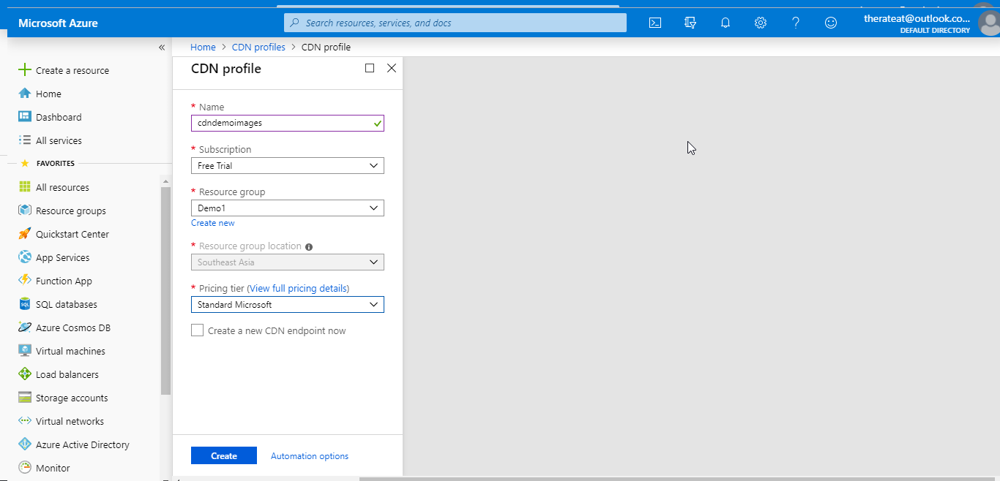 Microsoft Azure
Search resources, services, and docs
therateat@outlook.co...
DEFAULT DIRECTORY
«
Home > CDN profiles > CDN profile
Create a resource
Home
Dashboard
All services
FAVORITES
All resources
Resource groups
Quickstart Center
App Services
Function App
SQL databases
Azure Cosmos DB
Virtual machines
Load balancers
Storage accounts
Virtual networks
Azure Active Directory
Monitor
CDN profile
* Name
cdndemoimages
* Subscription
Free Trial
* Resource group
Demo1
Create new
* Resource group location
Southeast Asia
* Pricing tier (View full pricing details)
Standard Microsoft
Create a new CDN endpoint now
Create
Automation options